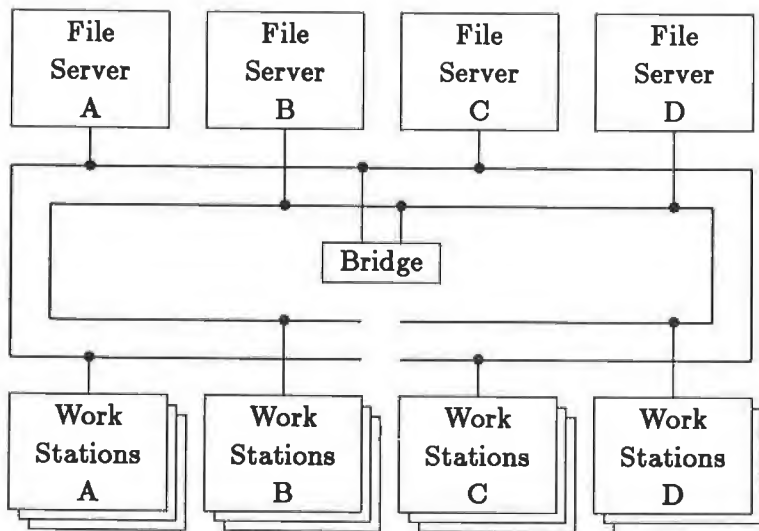 File
Server
A
File
Server
B
File
Server
C
File
Server
D
Bridge
Work
Stations
A
Work
Stations
B
Work
Stations
C
Work
Stations
D